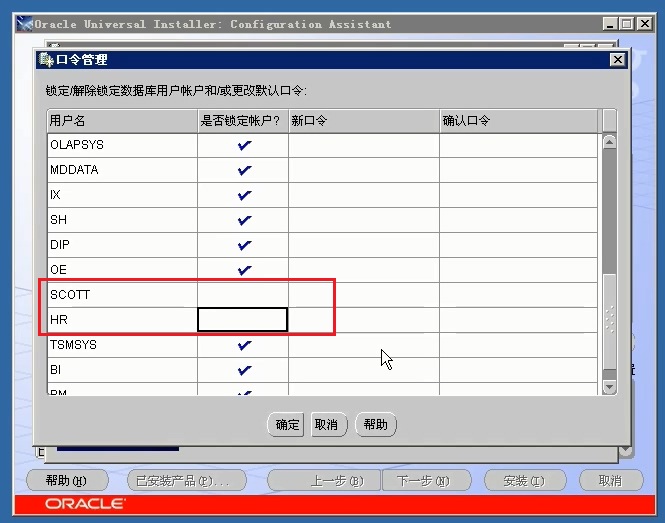 Oracle Universal Installer: Configuration Assistant
口令管理
锁定/解除锁定数据库用户帐户和/或更改默认口令:
用户名 是否锁定帐户? 新口令 确认口令
OLAPSYS
MDDATA
IX
SH
DIP
OE
SCOTT
HR
TSMSYS
BI
PM
确定 取消 帮助
帮助(H) 已安装产品(P)... 上一步(B) 下一步(N) 安装(I) 取消
ORACLE